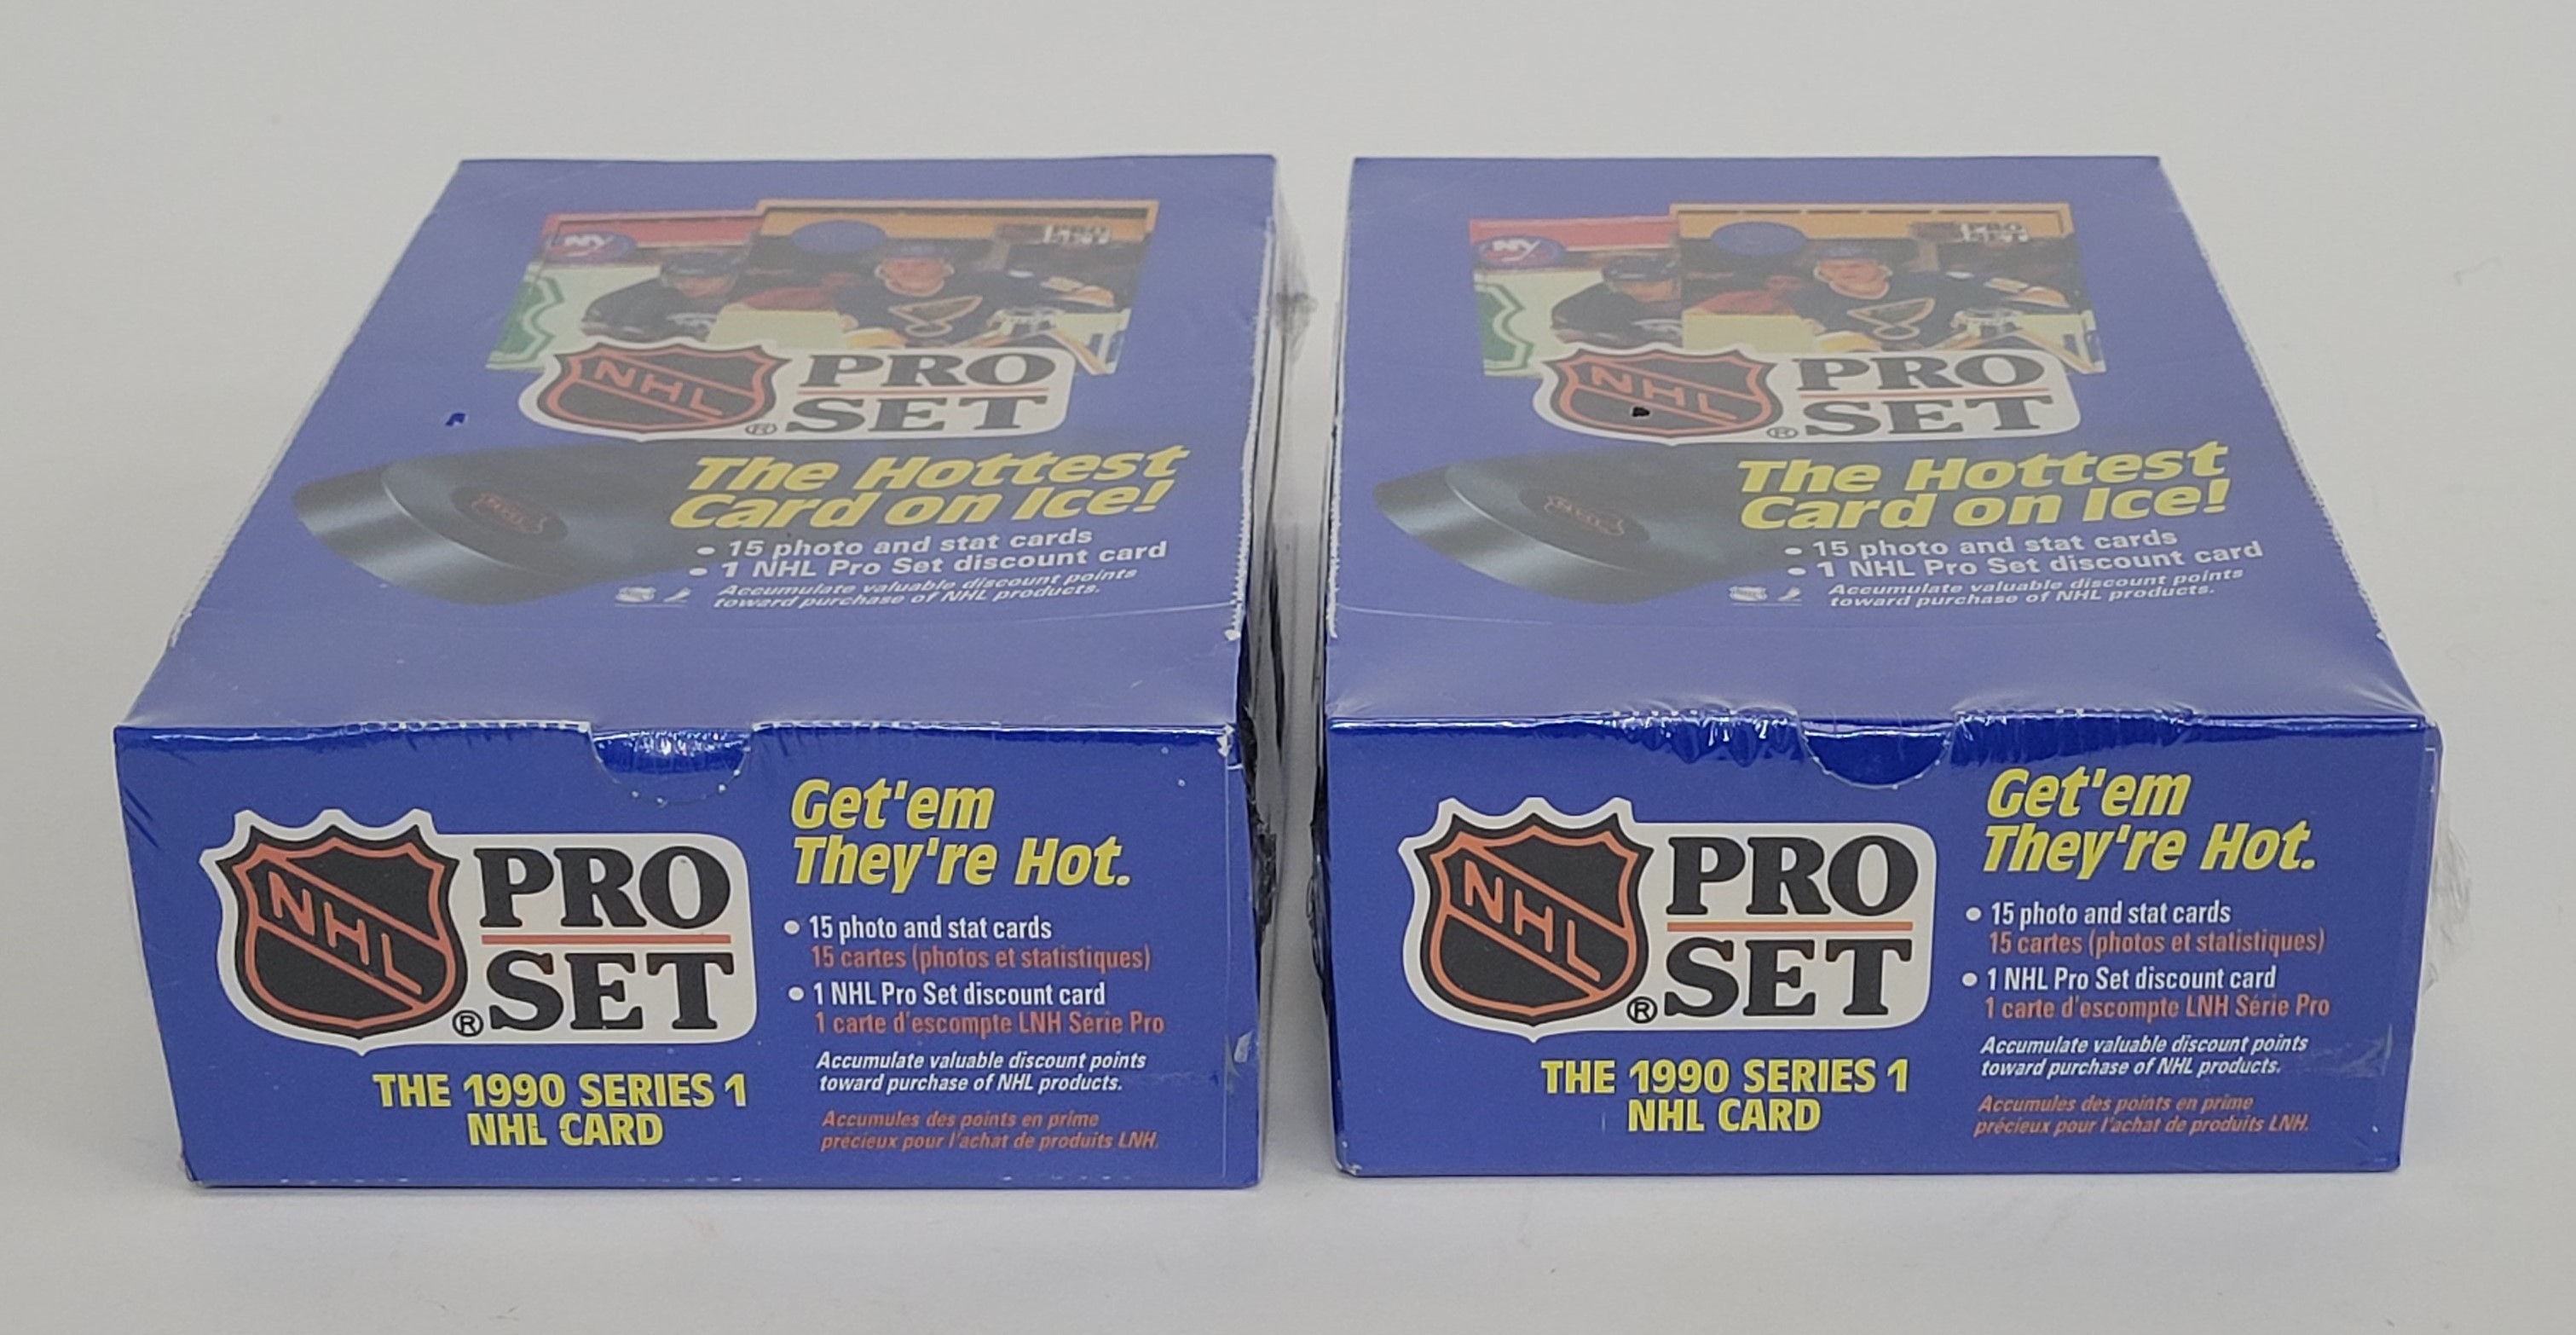 NY
PRO
SET
NHL
PRO
SET
®
The Hottest
Card on Ice!
NHL
• 15 photo and stat cards
• 1 NHL Pro Set discount card
Accumulate valuable discount points
toward purchase of NHL products.
NHL
PRO
SET
®
THE 1990 SERIES 1
NHL CARD
Get'em
They're Hot.
• 15 photo and stat cards
15 cartes (photos et statistiques)
• 1 NHL Pro Set discount card
1 carte d'escompte LNH Série Pro
Accumulate valuable discount points
toward purchase of NHL products.
Accumules des points en prime
précieux pour l'achat de produits LNH.
NY
PRO
SET
NHL
PRO
SET
®
The Hottest
Card on Ice!
NHL
• 15 photo and stat cards
• 1 NHL Pro Set discount card
Accumulate valuable discount points
toward purchase of NHL products.
NHL
PRO
SET
®
THE 1990 SERIES 1
NHL CARD
Get'em
They're Hot.
• 15 photo and stat cards
15 cartes (photos et statistiques)
• 1 NHL Pro Set discount card
1 carte d'escompte LNH Série Pro
Accumulate valuable discount points
toward purchase of NHL products.
Accumules des points en prime
précieux pour l'achat de produits LNH.